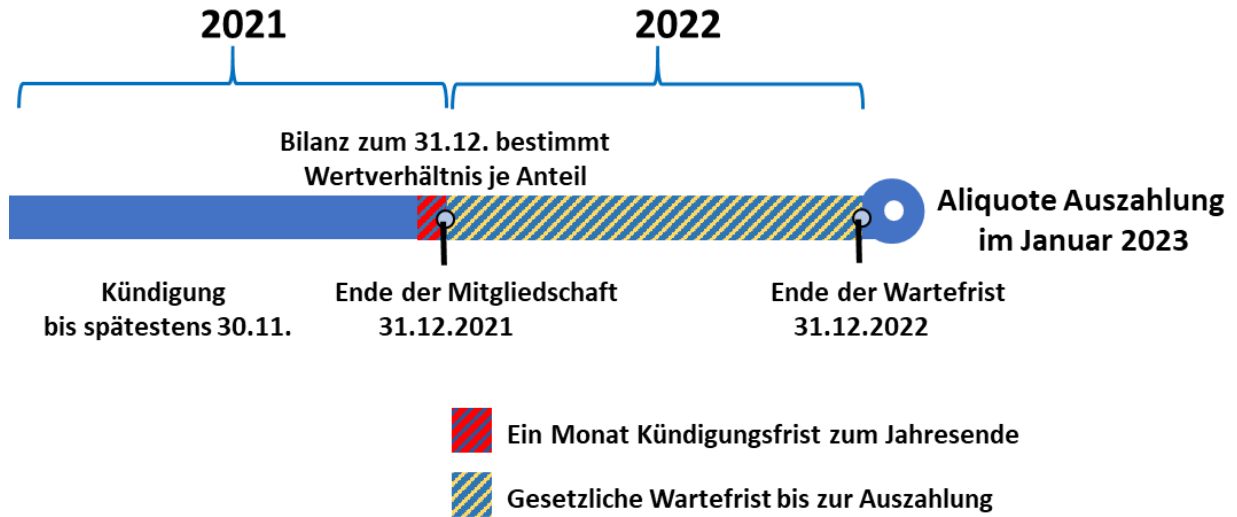 2021
2022
Bilanz zum 31.12. bestimmt
Wertverhältnis je Anteil
Aliquote Auszahlung
im Januar 2023
Kündigung
bis spätestens 30.11.
Ende der Mitgliedschaft
31.12.2021
Ende der Wartefrist
31.12.2022
Ein Monat Kündigungsfrist zum Jahresende
Gesetzliche Wartefrist bis zur Auszahlung